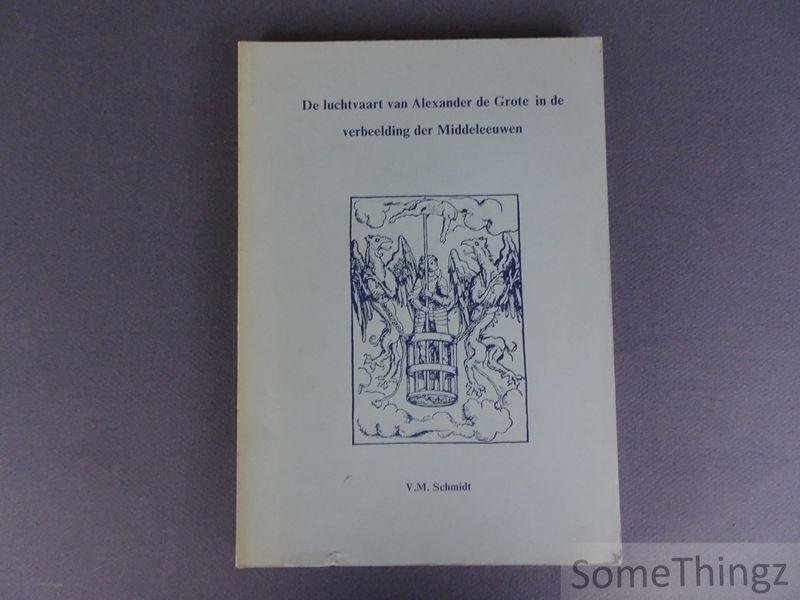 De luchtvaart van Alexander de Grote in de
verbeelding der Middeleeuwen
V.M. Schmidt
SomeThingz